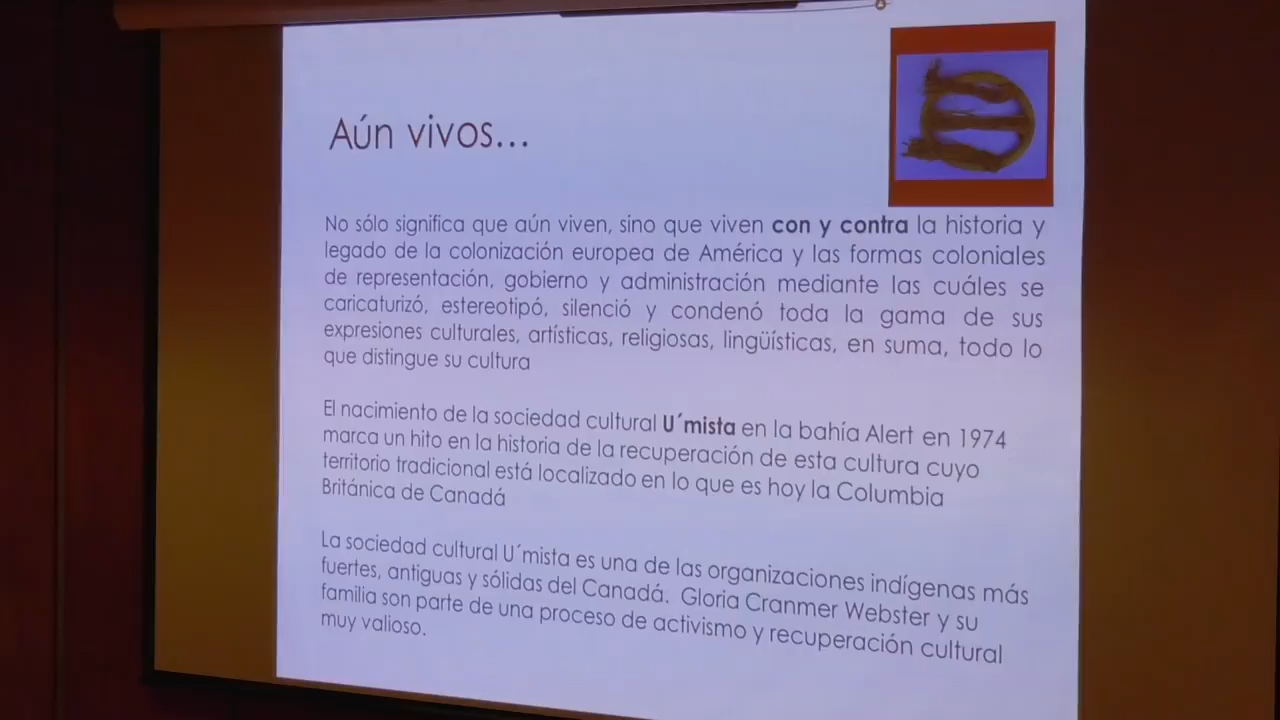 Aún vivos...
No sólo significa que aún viven, sino que viven con y contra la historia y
legado de la colonización europea de América y las formas coloniales
de representación, gobierno y administración mediante las cuáles se
caricaturizó, estereotipó, silenció y condenó toda la gama de sus
expresiones culturales, artísticas, religiosas, lingüísticas, en suma, todo lo
que distingue su cultura
El nacimiento de la sociedad cultural U´mista en la bahía Alert en 1974
marca un hito en la historia de la recuperación de esta cultura cuyo
territorio tradicional está localizado en lo que es hoy la Columbia
Británica de Canadá
La sociedad cultural U´mista es una de las organizaciones indígenas más
fuertes, antiguas y sólidas del Canadá. Gloria Cranmer Webster y su
familia son parte de una proceso de activismo y recuperación cultural
muy valioso.